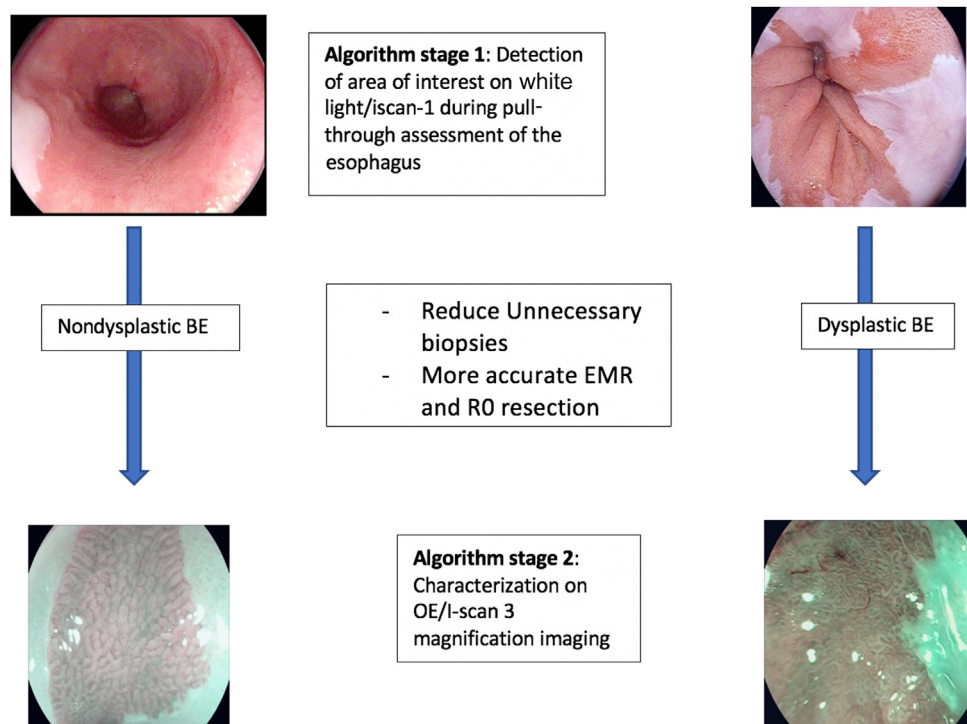 Algorithm stage 1: Detection
of area of interest on white
light/iscan-1 during pull-
through assessment of the
esophagus
Nondysplastic BE
- Reduce Unnecessary
biopsies
- More accurate EMR
and R0 resection
Dysplastic BE
Algorithm stage 2:
Characterization on
OE/I-scan 3
magnification imaging